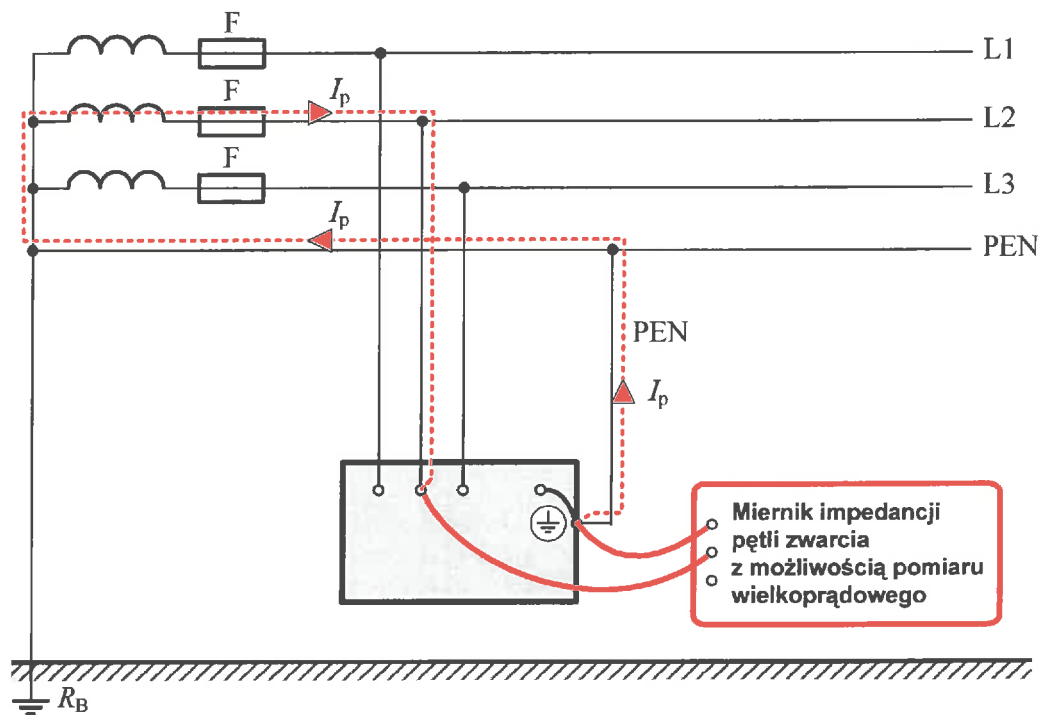 F
L1
F
Ip
L2
F
L3
Ip
PEN
PEN
Ip
Miernik impedancji
pętli zwarcia
z możliwością pomiaru
wielkoprądowego
RB